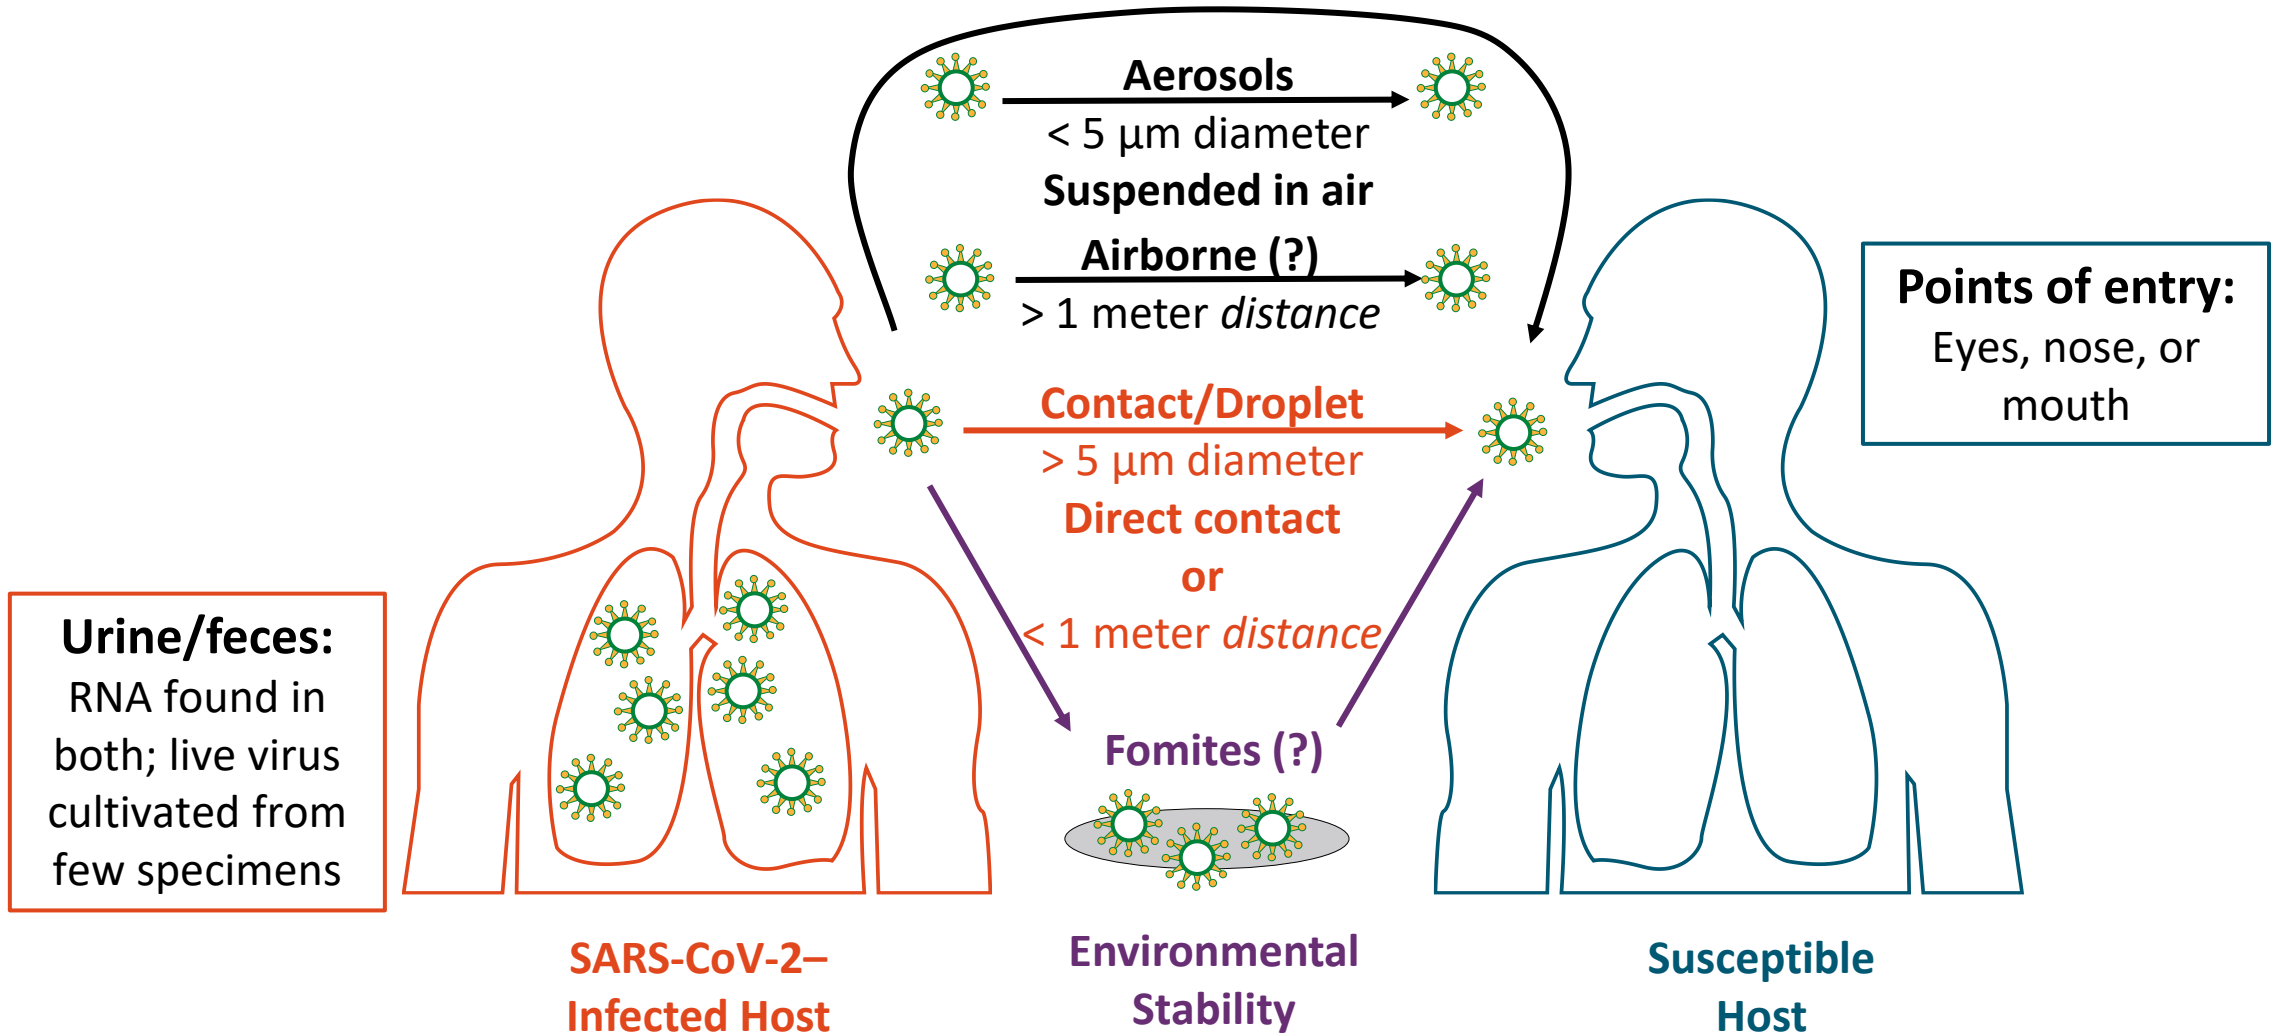 Aerosols
< 5 µm diameter
Suspended in air
Airborne (?)
> 1 meter distance
Contact/Droplet
> 5 µm diameter
Direct contact
or
< 1 meter distance
Fomites (?)
Environmental
Stability
Urine/feces:
RNA found in
both; live virus
cultivated from
few specimens
SARS-CoV-2–
Infected Host
Points of entry:
Eyes, nose, or
mouth
Susceptible
Host